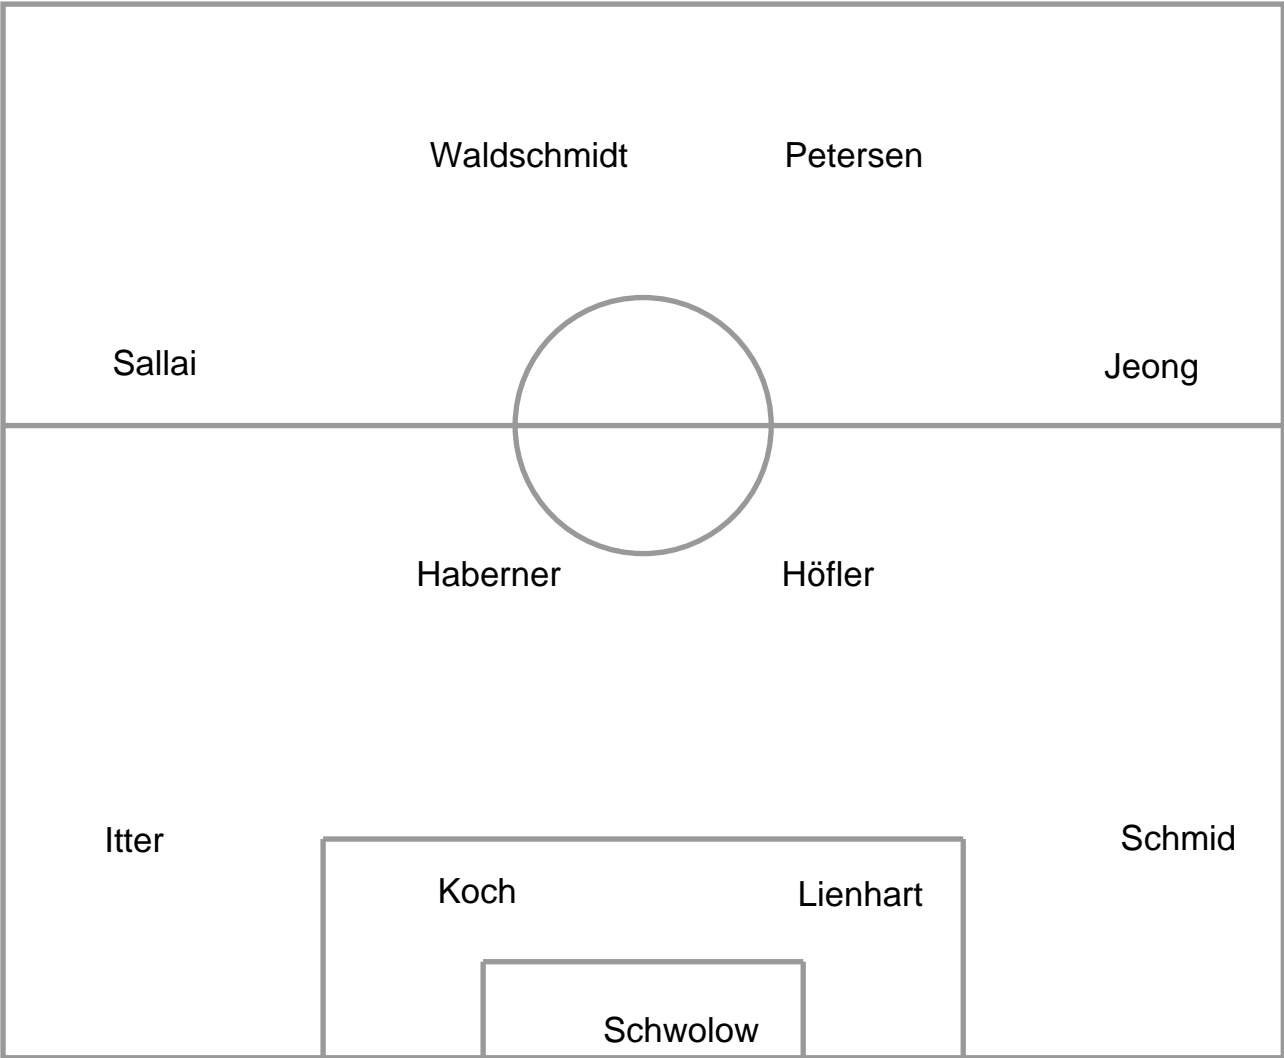 Waldschmidt
Petersen
Sallai
Jeong
Haberner
Höfler
Itter
Schmid
Koch
Lienhart
Schwolow